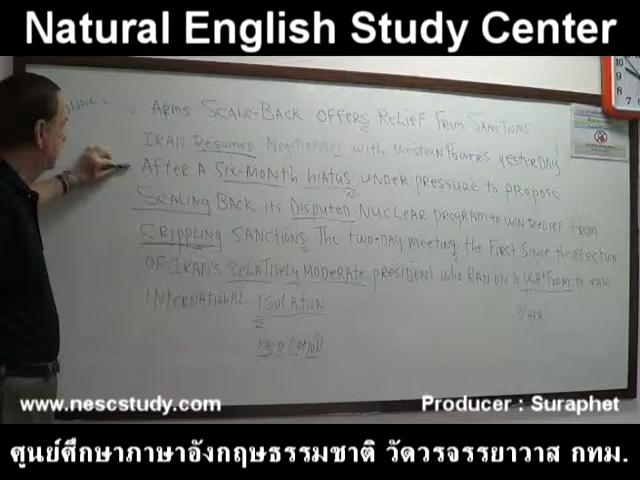 Natural English Study Center
ARMS SCALE-BACK OFFERS RELIEF FROM SANCTIONS
IRAN RESUMED NEGOTIATIONS WITH WESTERN POWERS YESTERDAY
AFTER A SIX-MONTH HIATUS UNDER PRESSURE TO PROPOSE
SCALING BACK ITS DISPUTED NUCLEAR PROGRAM TO WIN RELIEF FROM
CRIPPLING SANCTIONS. THE TWO-DAY MEETING, THE FIRST SINCE THE ELECTION
OF IRAN'S RELATIVELY MODERATE PRESIDENT WHO RAN ON A PLATFORM TO EASE
INTERNATIONAL ISOLATION
www.nescstudy.com
Producer : Suraphet
ศูนย์ศึกษาภาษาอังกฤษธรรมชาติ วัดวรจรรยาวาส กทม.